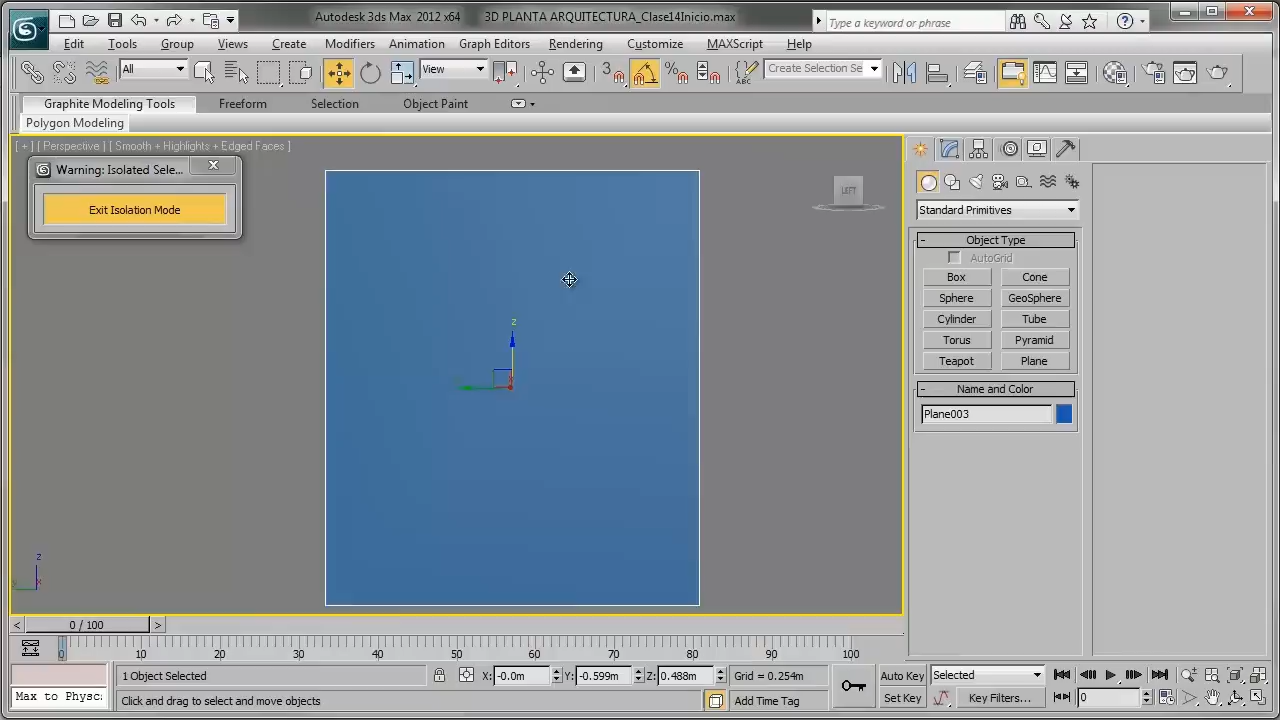 Autodesk 3ds Max 2012 x64 3D PLANTA ARQUITECTURA_Clase14Inicio.max
Type a keyword or phrase
Edit Tools Group Views Create Modifiers Animation Graph Editors Rendering Customize MAXScript Help
All View 3 ABC Create Selection Se
Graphite Modeling Tools Freeform Selection Object Paint
Polygon Modeling
[ + ] [ Perspective ] [ Smooth + Highlights + Edged Faces ]
Warning: Isolated Sele...
Exit Isolation Mode
LEFT
Standard Primitives
- Object Type
AutoGrid
Box Cone
Sphere GeoSphere
Cylinder Tube
Torus Pyramid
Teapot Plane
- Name and Color
Plane003
z
z
< 0 / 100 >
0 10 20 30 40 50 60 70 80 90 100
1 Object Selected X: -0.0m Y: -0.599m Z: 0.488m Grid = 0.254m Auto Key Selected
Max to Physc: Click and drag to select and move objects Add Time Tag Set Key Key Filters... 0